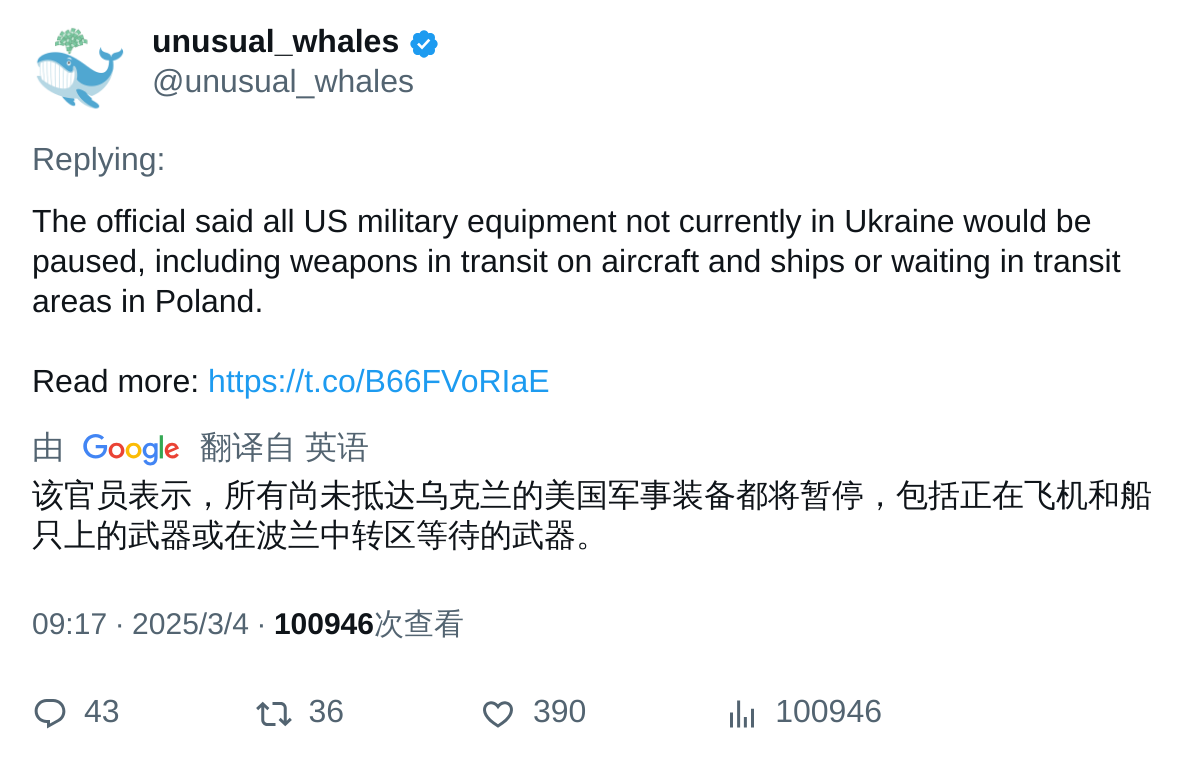 unusual_whales
@unusual_whales
Replying:
The official said all US military equipment not currently in Ukraine would be
paused, including weapons in transit on aircraft and ships or waiting in transit
areas in Poland.
Read more: https://t.co/B66FVoRIaE
由 Google 翻译自 英语
该官员表示，所有尚未抵达乌克兰的美国军事装备都将暂停，包括正在飞机和船
只上的武器或在波兰中转区等待的武器。
09:17 · 2025/3/4 · 100946次查看
43 36 390 100946